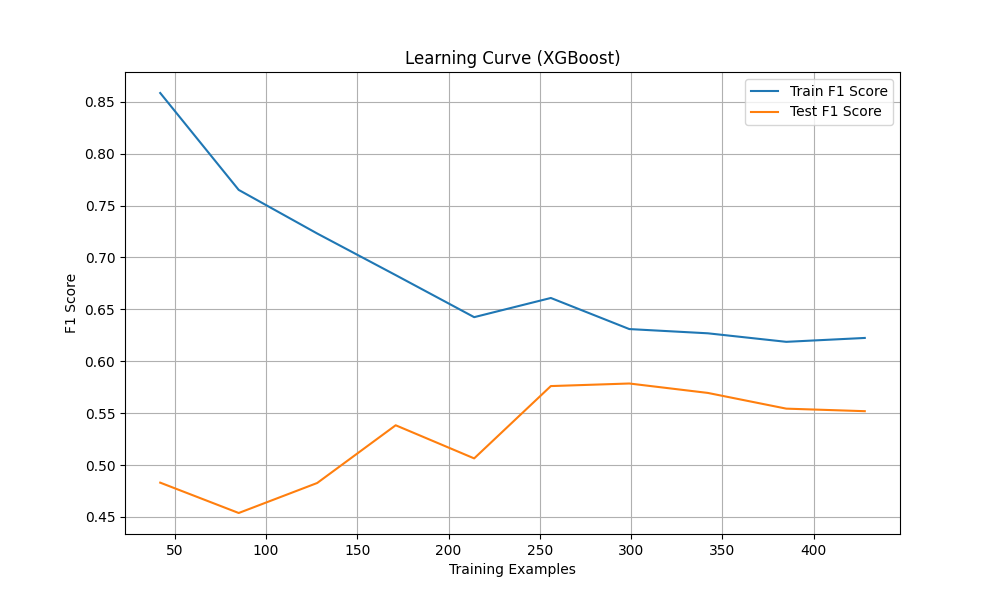 Learning Curve (XGBoost)
Train F1 Score
Test F1 Score
F1 Score
0.85
0.80
0.75
0.70
0.65
0.60
0.55
0.50
0.45
50 100 150 200 250 300 350 400
Training Examples